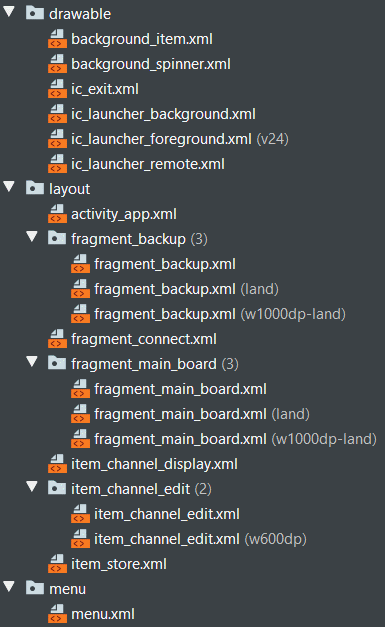 drawable
background_item.xml
background_spinner.xml
ic_exit.xml
ic_launcher_background.xml
ic_launcher_foreground.xml (v24)
ic_launcher_remote.xml
layout
activity_app.xml
fragment_backup (3)
fragment_backup.xml
fragment_backup.xml (land)
fragment_backup.xml (w1000dp-land)
fragment_connect.xml
fragment_main_board (3)
fragment_main_board.xml
fragment_main_board.xml (land)
fragment_main_board.xml (w1000dp-land)
item_channel_display.xml
item_channel_edit (2)
item_channel_edit.xml
item_channel_edit.xml (w600dp)
item_store.xml
menu
menu.xml